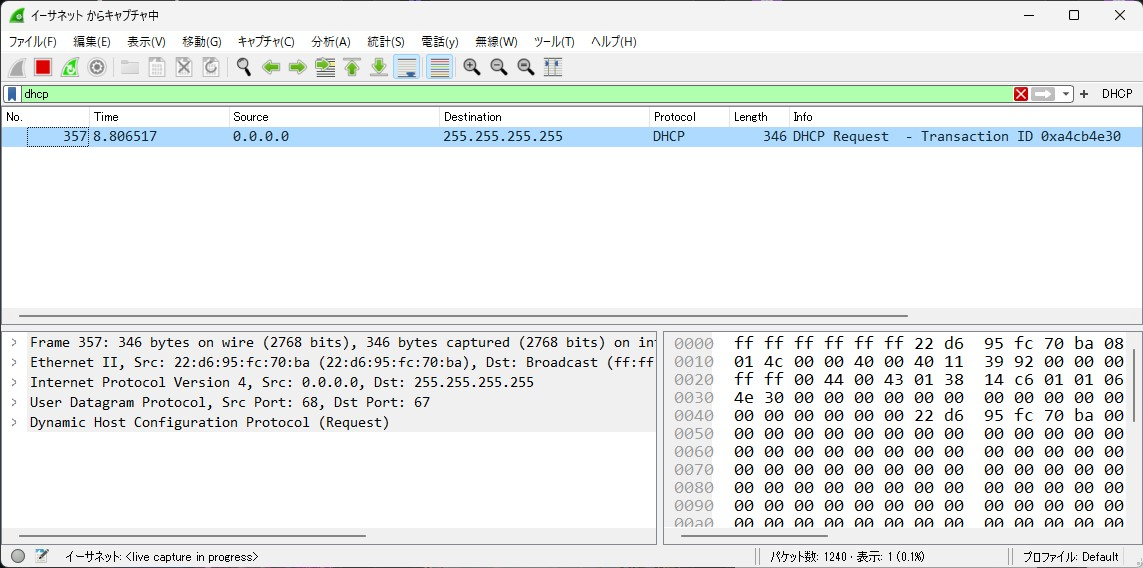 イーサネット からキャプチャ中
ファイル(F) 編集(E) 表示(V) 移動(G) キャプチャ(C) 分析(A) 統計(S) 電話(y) 無線(W) ツール(T) ヘルプ(H)
dhcp DHCP
No. Time Source Destination Protocol Length Info
357 8.806517 0.0.0.0 255.255.255.255 DHCP 346 DHCP Request - Transaction ID 0xa4cb4e30
Frame 357: 346 bytes on wire (2768 bits), 346 bytes captured (2768 bits) on in
Ethernet II, Src: 22:d6:95:fc:70:ba (22:d6:95:fc:70:ba), Dst: Broadcast (ff:ff
Internet Protocol Version 4, Src: 0.0.0.0, Dst: 255.255.255.255
User Datagram Protocol, Src Port: 68, Dst Port: 67
Dynamic Host Configuration Protocol (Request)
0000 ff ff ff ff ff ff 22 d6 95 fc 70 ba 08
0010 01 4c 00 00 40 00 40 11 39 92 00 00 00
0020 ff ff 00 44 00 43 01 38 14 c6 01 01 06
0030 4e 30 00 00 00 00 00 00 00 00 00 00 00
0040 00 00 00 00 00 00 22 d6 95 fc 70 ba 00
0050 00 00 00 00 00 00 00 00 00 00 00 00 00
0060 00 00 00 00 00 00 00 00 00 00 00 00 00
0070 00 00 00 00 00 00 00 00 00 00 00 00 00
0080 00 00 00 00 00 00 00 00 00 00 00 00 00
0090 00 00 00 00 00 00 00 00 00 00 00 00 00
00a0 00 00 00 00 00 00 00 00 00 00 00 00 00
イーサネット: <live capture in progress> パケット数: 1240 · 表示: 1 (0.1%) プロファイル: Default